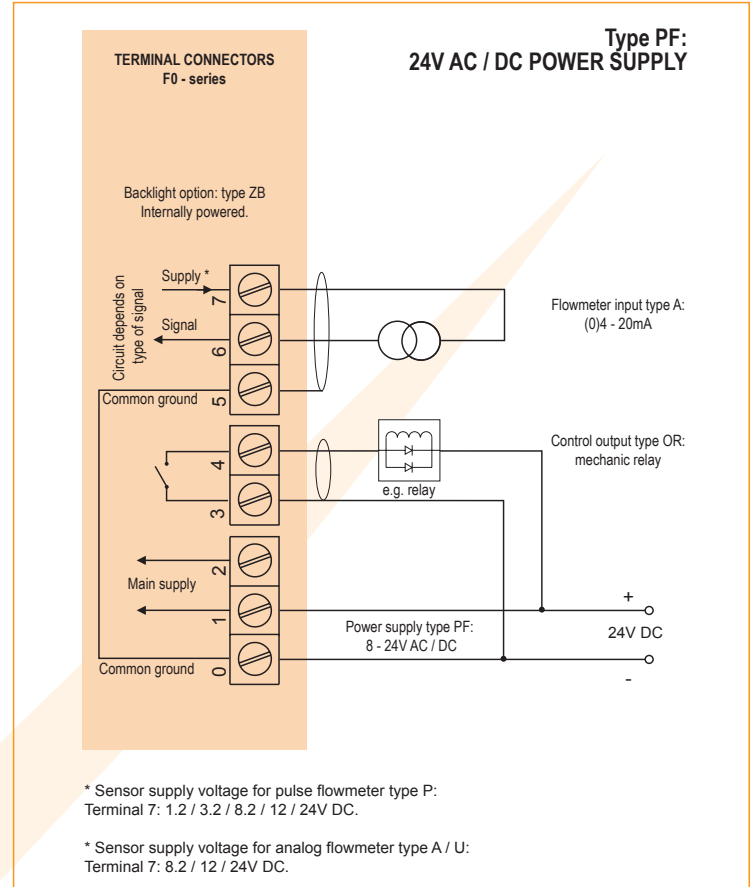 Type PF:
24V AC / DC POWER SUPPLY
TERMINAL CONNECTORS
F0 - series
Backlight option: type ZB
Internally powered.
Circuit depends on
type of signal
Supply *
7
Signal
6
Common ground
5
Flowmeter input type A:
(0)4 - 20mA
4
3
e.g. relay
Control output type OR:
mechanic relay
2
Main supply
1
Common ground
0
Power supply type PF:
8 - 24V AC / DC
+
24V DC
-
* Sensor supply voltage for pulse flowmeter type P:
Terminal 7: 1.2 / 3.2 / 8.2 / 12 / 24V DC.
* Sensor supply voltage for analog flowmeter type A / U:
Terminal 7: 8.2 / 12 / 24V DC.